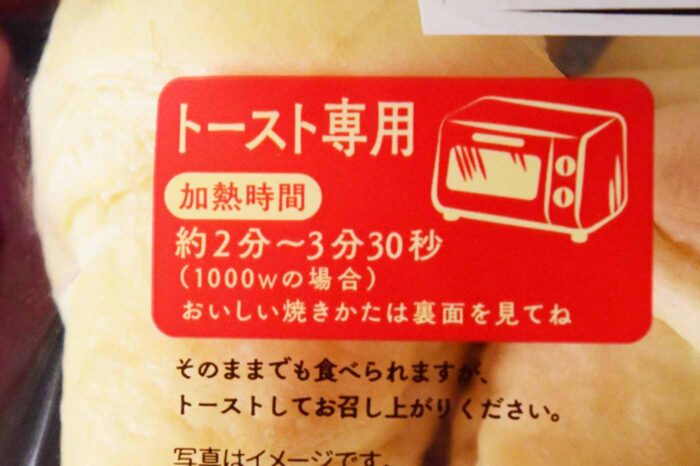 トースト専用
加熱時間
約2分～3分30秒
（1000wの場合）
おいしい焼きかたは裏面を見てね
そのままでも食べられますが、
トーストしてお召し上がりください。
写真はイメージです。